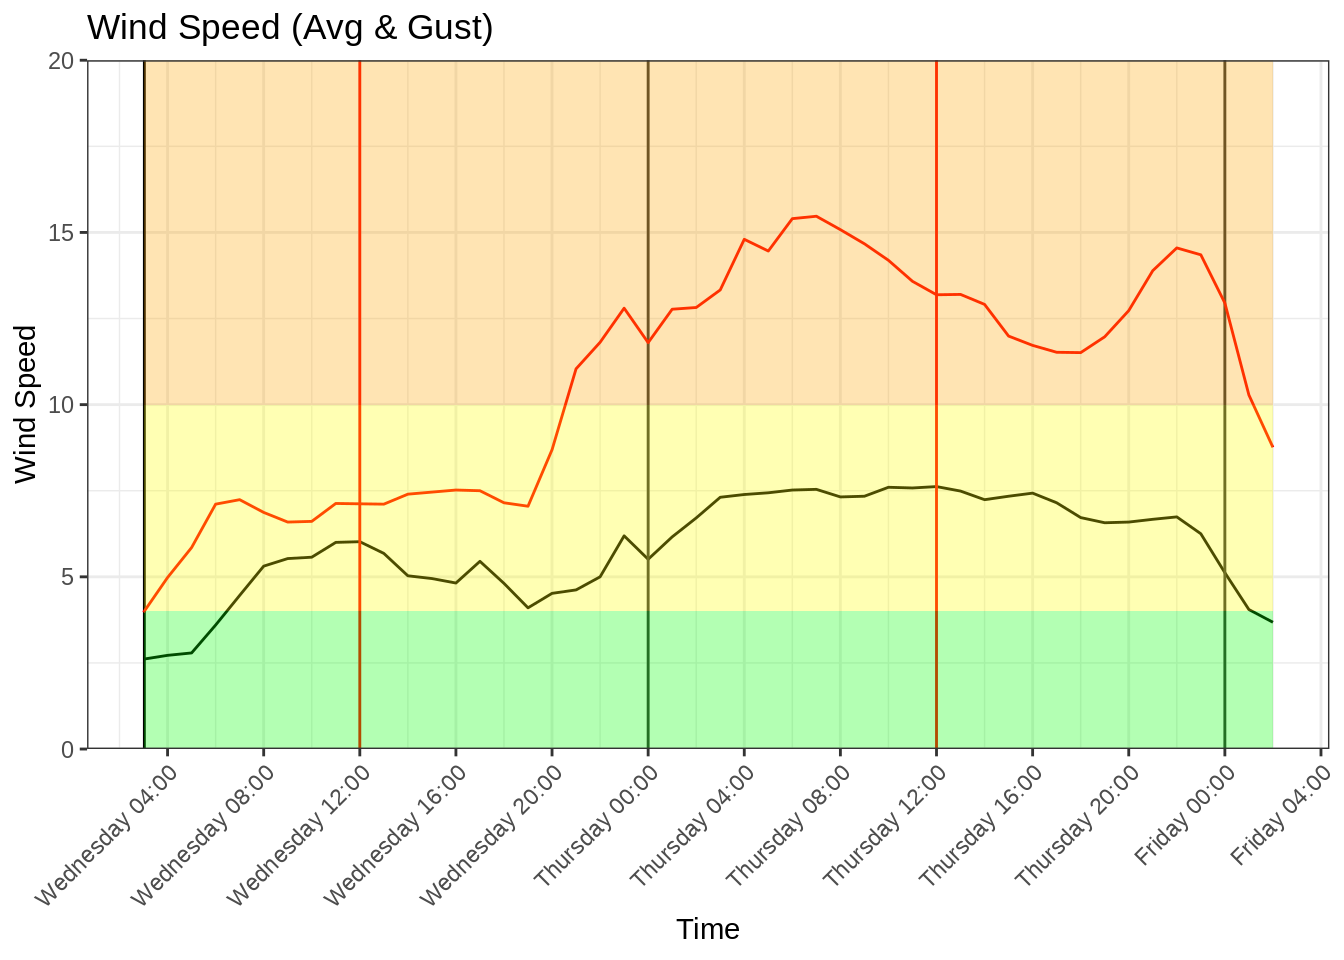 Wind Speed (Avg & Gust)
20
15
10
5
0
Wind Speed
Wednesday 04:00
Wednesday 08:00
Wednesday 12:00
Wednesday 16:00
Wednesday 20:00
Thursday 00:00
Thursday 04:00
Thursday 08:00
Thursday 12:00
Thursday 16:00
Thursday 20:00
Friday 00:00
Friday 04:00
Time